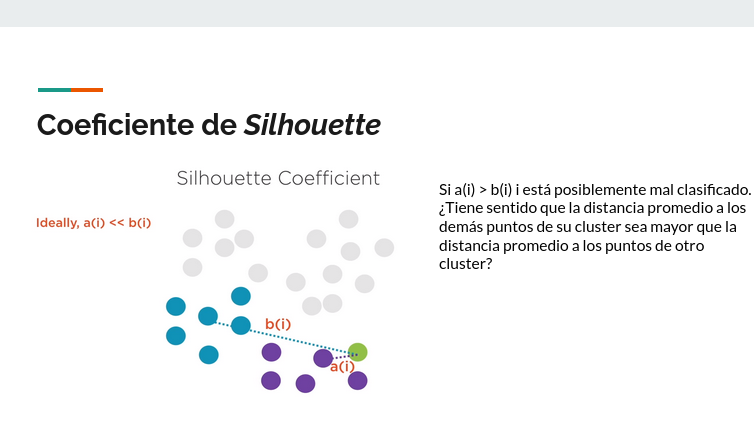 Coeficiente de Silhouette
Silhouette Coefficient
Ideally, a(i) << b(i)
b(i)
a(i)
Si a(i) > b(i) i está posiblemente mal clasificado.
¿Tiene sentido que la distancia promedio a los
demás puntos de su cluster sea mayor que la
distancia promedio a los puntos de otro
cluster?